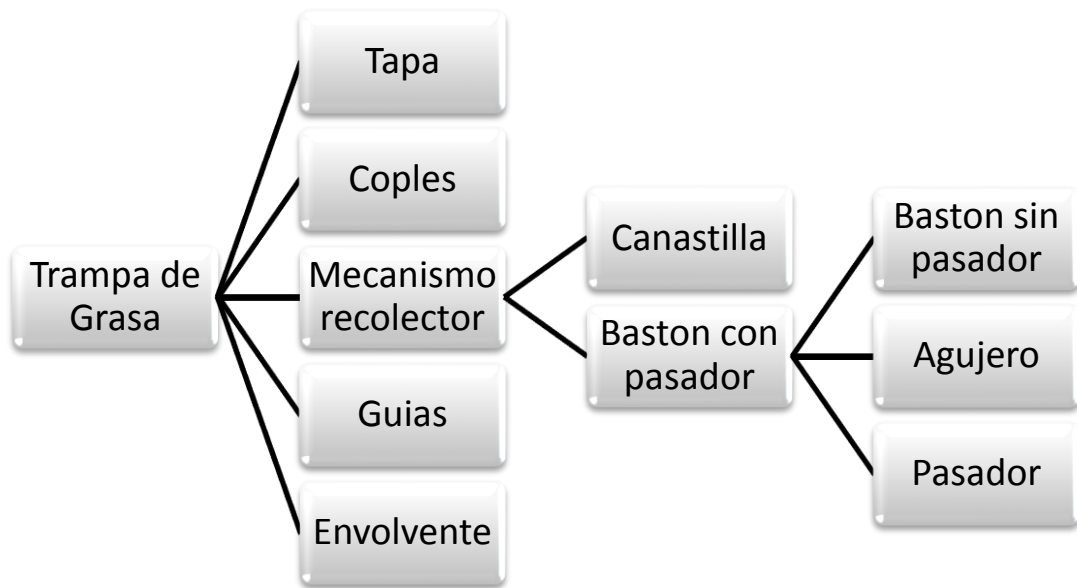 Trampa de
Grasa
Tapa
Coples
Mecanismo
recolector
Guias
Envolvente
Canastilla
Baston con
pasador
Baston sin
pasador
Agujero
Pasador